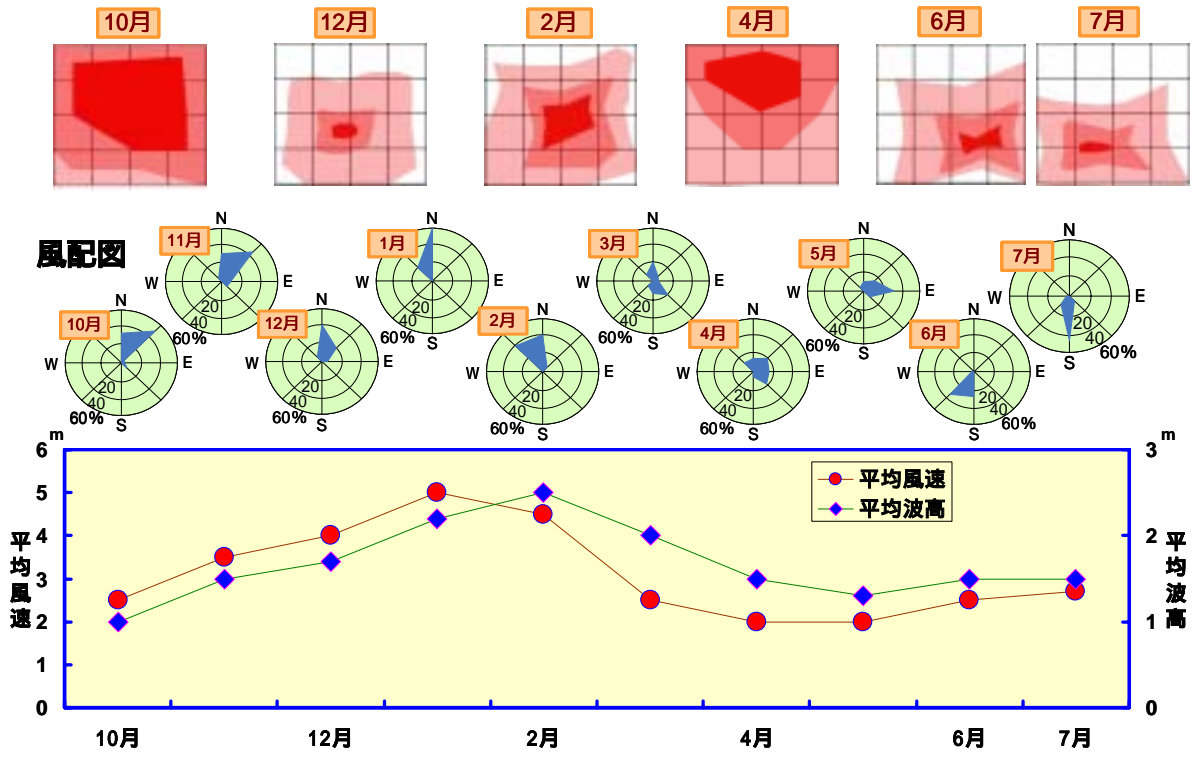 10月 12月 2月 4月 6月 7月
風配図
11月 N W E 20 40 60%
1月 N W E 20 40 60% S
3月 N W E 20 40 60%
5月 N W E 20 40 60% S
7月 N W E 20 40 60% S
10月 N W E 20 40 60% S
12月 N W E 20 40 60% S
2月 N W E 20 40 60% S
4月 N W E 20 40 60% S
6月 N W E 20 40 60% S
m
m
平均風速
平均波高
6
5
4
3
2
1
0
平均風速
3
2
1
0
平均波高
10月 12月 2月 4月 6月 7月